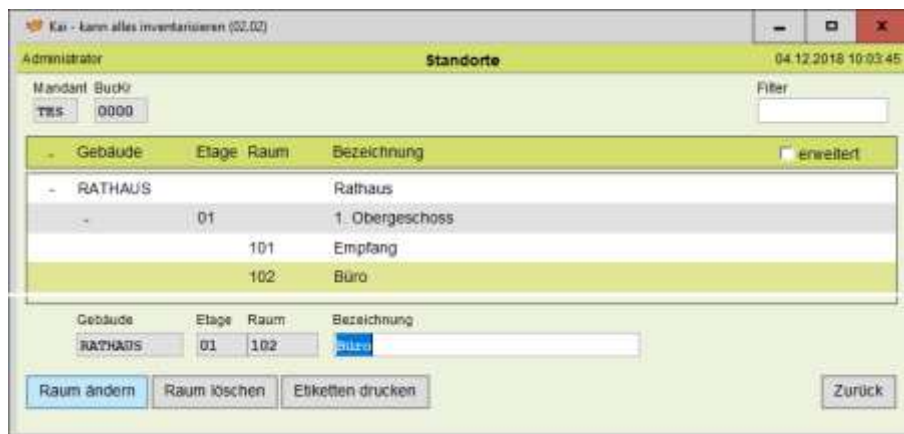 Kai - kann alles inventarisieren (02.02)
Administrator Standorte 04.12.2018 10:03:45
Mandant BucKr Filter
TES 0000
- Gebäude Etage Raum Bezeichnung erweitert
- RATHAUS Rathaus
- 01 1. Obergeschoss
101 Empfang
102 Büro
Gebäude Etage Raum Bezeichnung
RATHAUS 01 102 Büro
Raum ändern Raum löschen Etiketten drucken Zurück